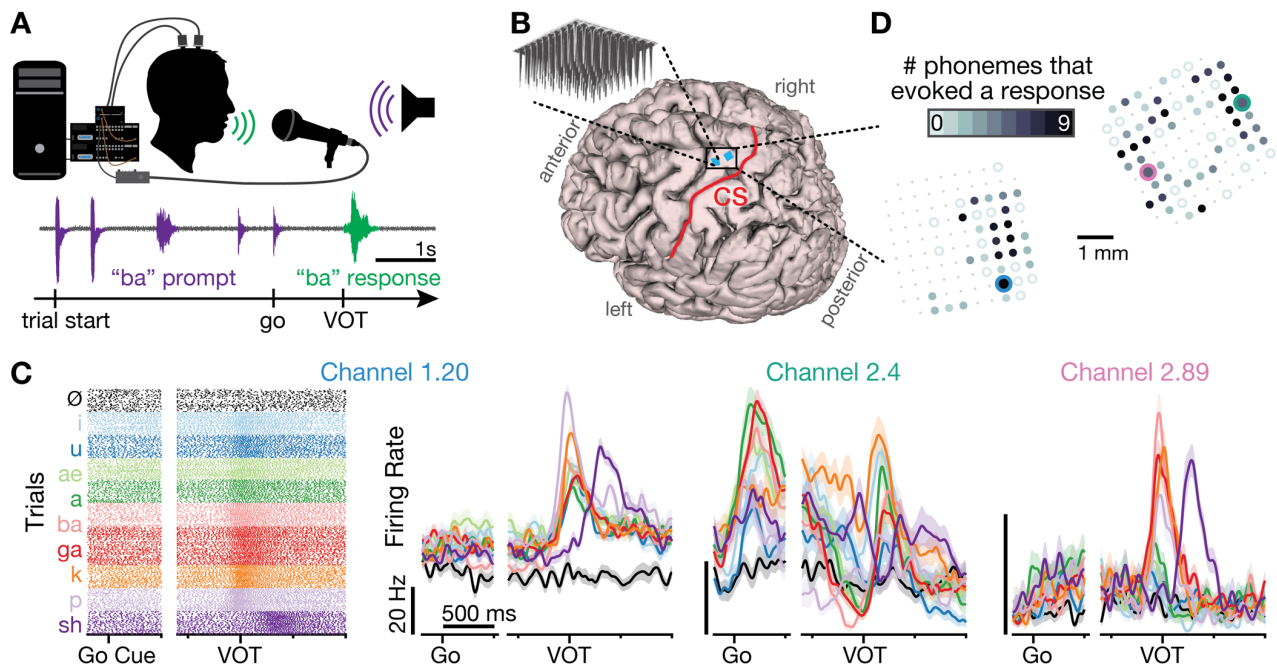 A
1s
“ba” prompt
“ba” response
trial start
go
VOT
B
right
anterior
CS
left
posterior
D
# phonemes that
evoked a response
0
9
1 mm
C
Channel 1.20
Channel 2.4
Channel 2.89
Trials
Ø
i
u
ae
a
ba
ga
k
p
sh
Go Cue
VOT
Firing Rate
20 Hz
500 ms
Go
VOT
Go
VOT
Go
VOT